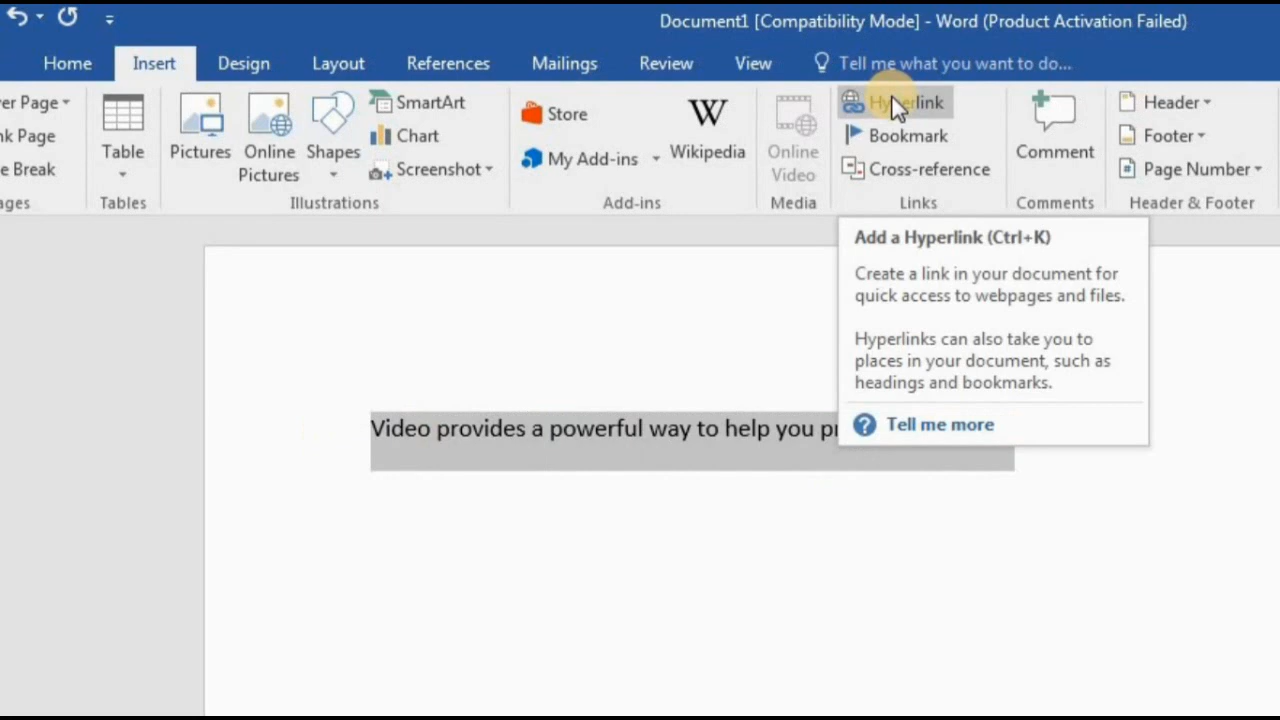 Document1 [Compatibility Mode] - Word (Product Activation Failed)
Home Insert Design Layout References Mailings Review View Tell me what you want to do...
er Page
nk Page
e Break
ges
Table
Tables
Pictures
Online Pictures
Shapes
SmartArt
Chart
Screenshot
Illustrations
Store
My Add-ins
W
Wikipedia
Add-ins
Online Video
Media
Hyperlink
Bookmark
Cross-reference
Links
Comment
Comments
Header
Footer
Page Number
Header & Footer
Add a Hyperlink (Ctrl+K)
Create a link in your document for
quick access to webpages and files.
Hyperlinks can also take you to
places in your document, such as
headings and bookmarks.
? Tell me more
Video provides a powerful way to help you p